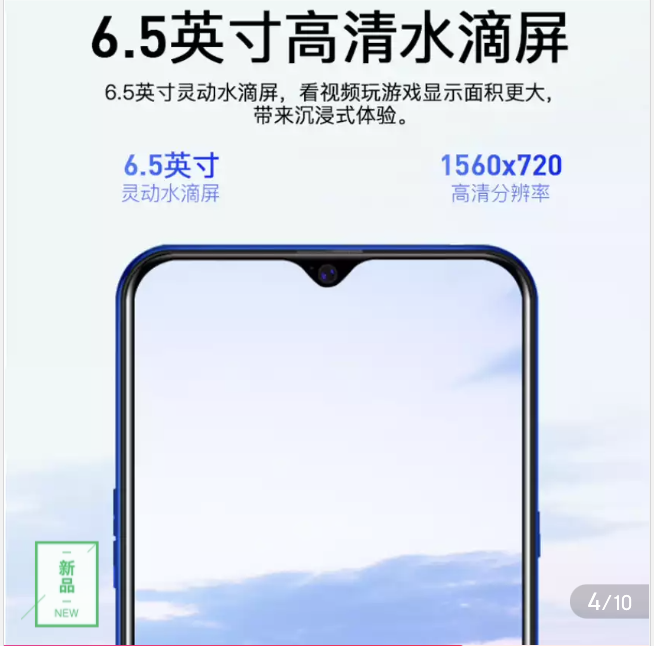 6.5英寸高清水滴屏
6.5英寸灵动水滴屏，看视频玩游戏显示面积更大，
带来沉浸式体验。
6.5英寸
1560x720
灵动水滴屏
高清分辨率
新
品
NEW
4/10